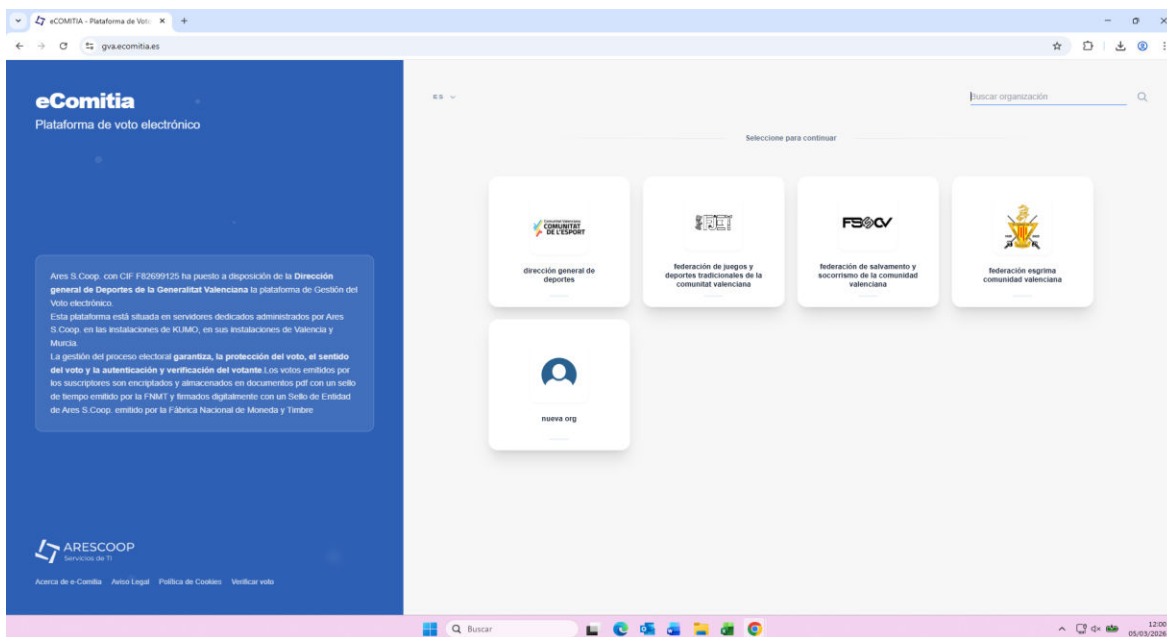 eCOMITIA - Plataforma de Voto
gva.ecomitia.es
eComitia
Plataforma de voto electrónico
Ares S.Coop. con CIF F82699125 ha puesto a disposición de la Dirección
general de Deportes de la Generalitat Valenciana la plataforma de Gestión del
Voto electrónico.
Esta plataforma está situada en servidores dedicados administrados por Ares
S.Coop. en las instalaciones de KUMO, en sus instalaciones de Valencia y
Murcia.
La gestión del proceso electoral garantiza, la protección del voto, el sentido
del voto y la autenticación y verificación del votante.Los votos emitidos por
los suscriptores son encriptados y almacenados en documentos pdf con un sello
de tiempo emitido por la FNMT y firmados digitalmente con un Sello de Entidad
de Ares S.Coop. emitido por la Fábrica Nacional de Moneda y Timbre
ARESCOOP
Servicios de TI
Acerca de e-Comitia Aviso Legal Política de Cookies Verificar voto
ES
Buscar organización
Seleccione para continuar
COMUNITAT
DE L'ESPORT
dirección general de
deportes
federación de juegos y
deportes tradicionales de la
comunitat valenciana
FSSCV
federación de salvamento y
socorrismo de la comunidad
valenciana
federación esgrima
comunidad valenciana
nueva org
Buscar
12:00
05/03/2026